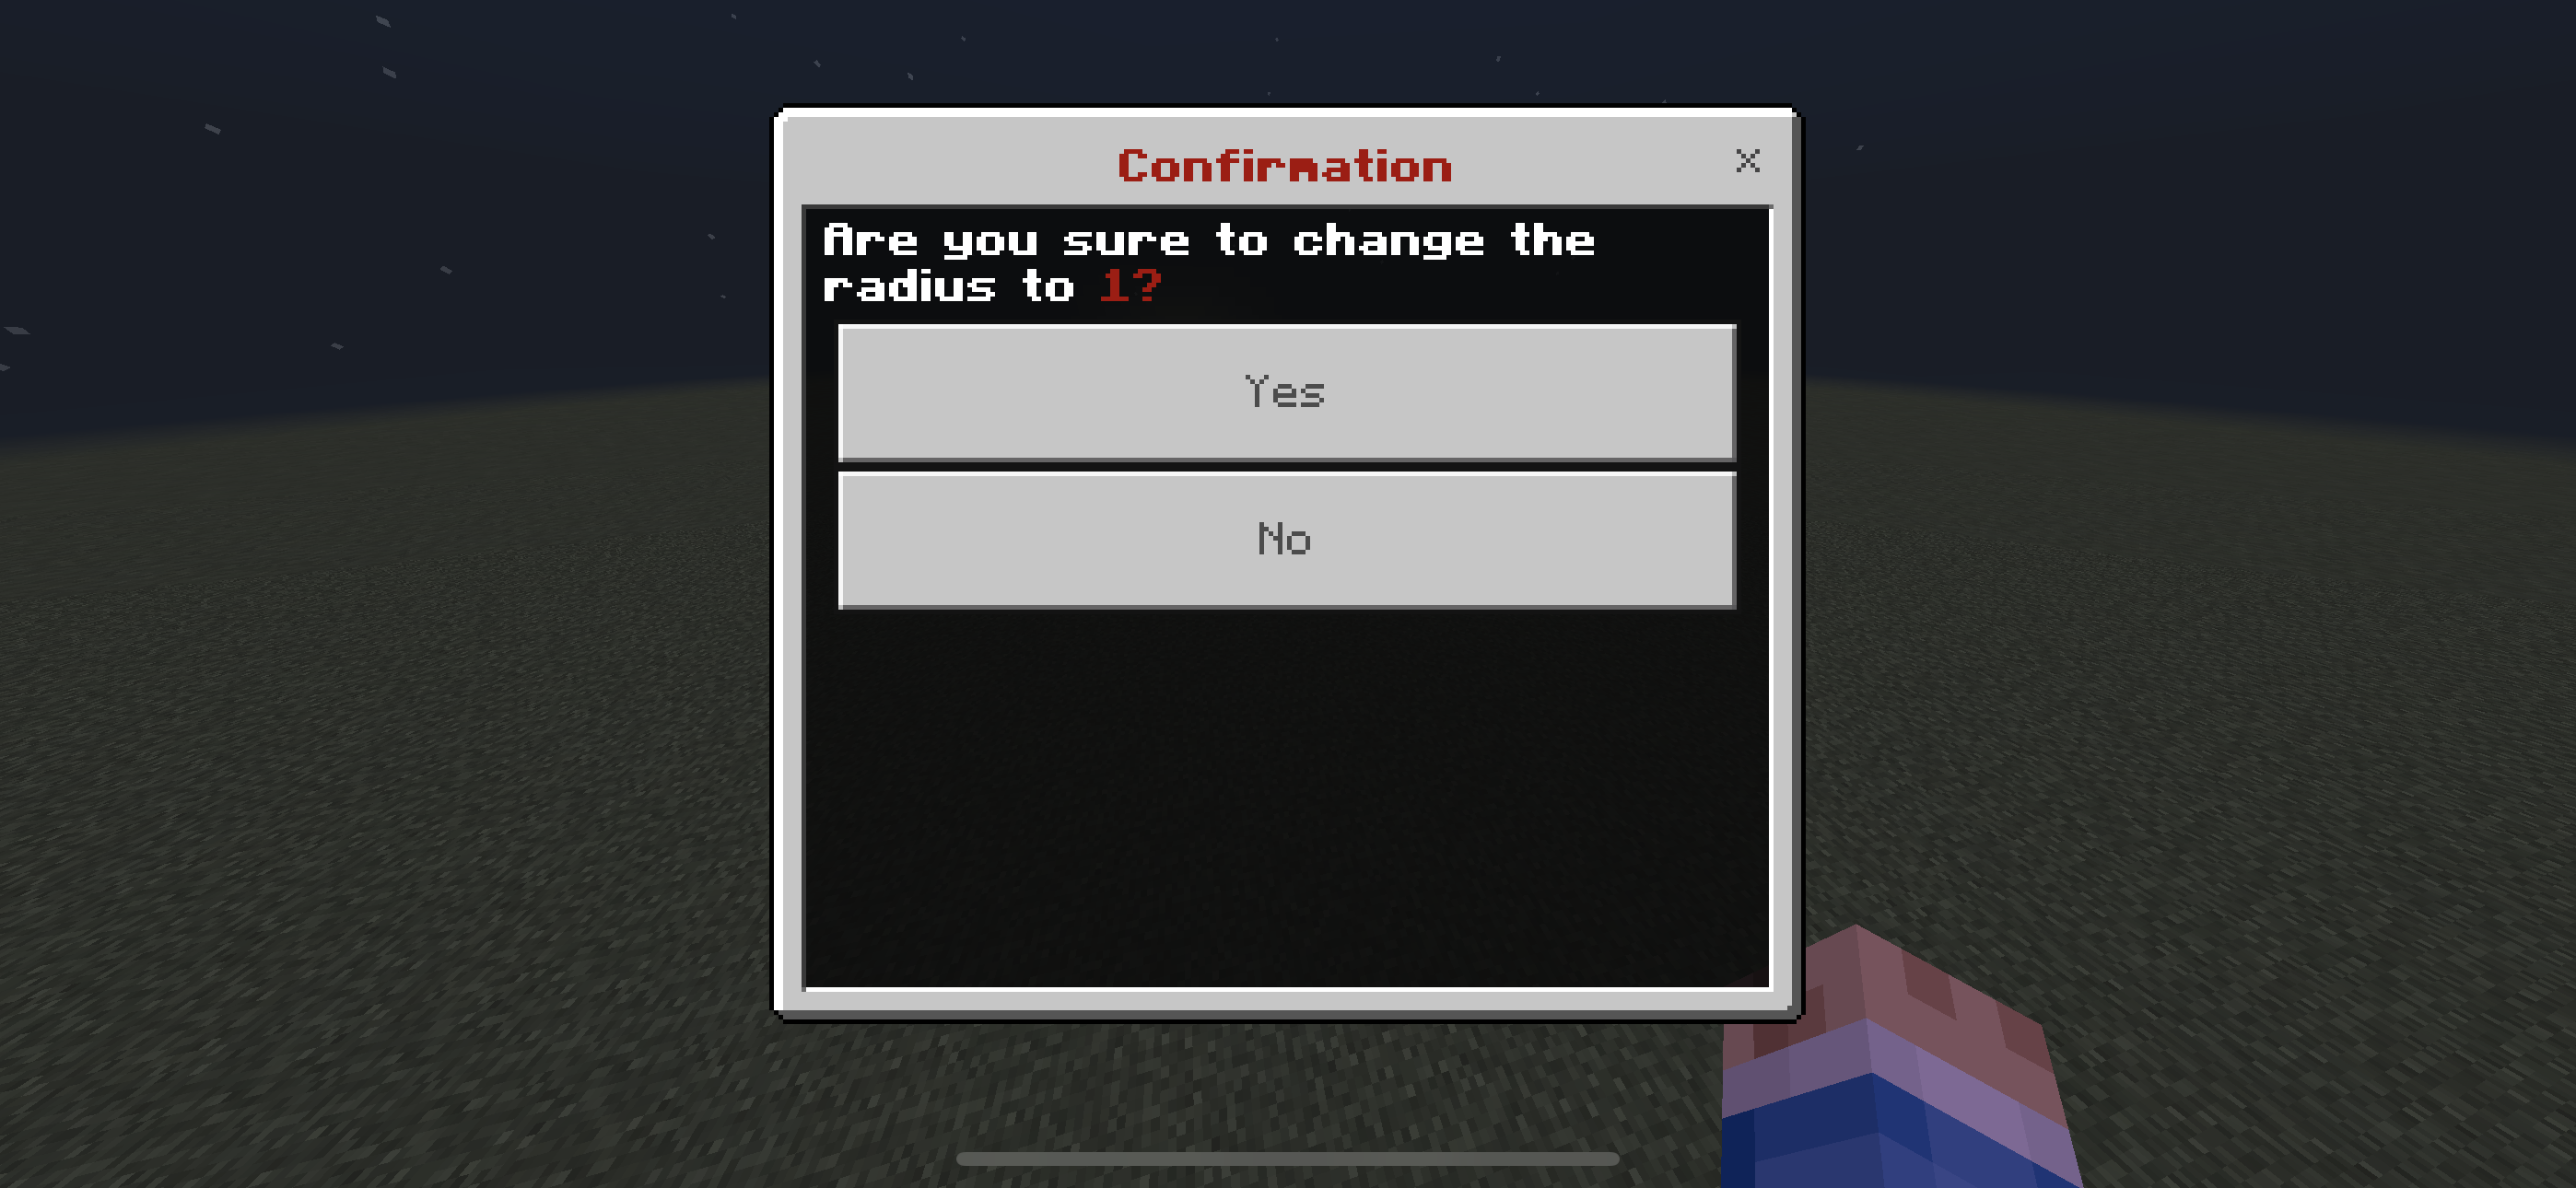 Confirmation
Are you sure to change the
radius to 1?
Yes
No